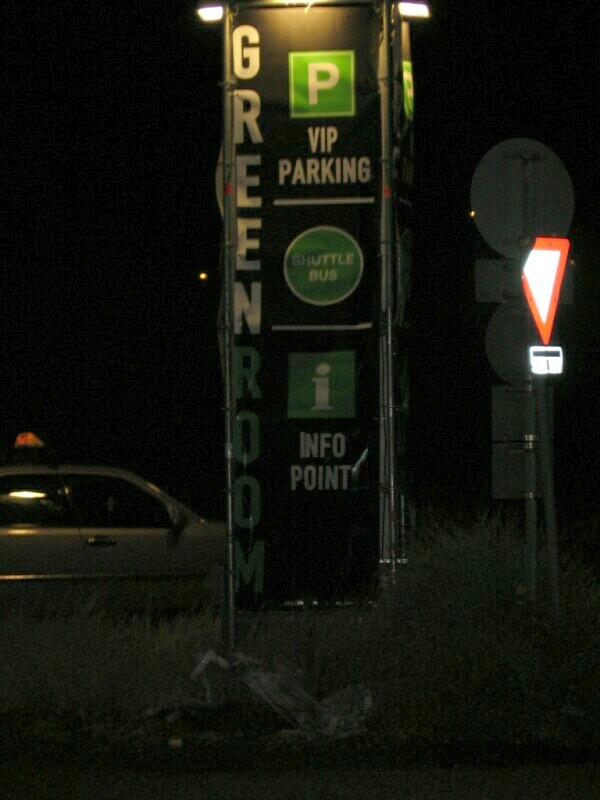 GREENROOM
P
VIP
PARKING
SHUTTLE
BUS
i
INFO
POINT